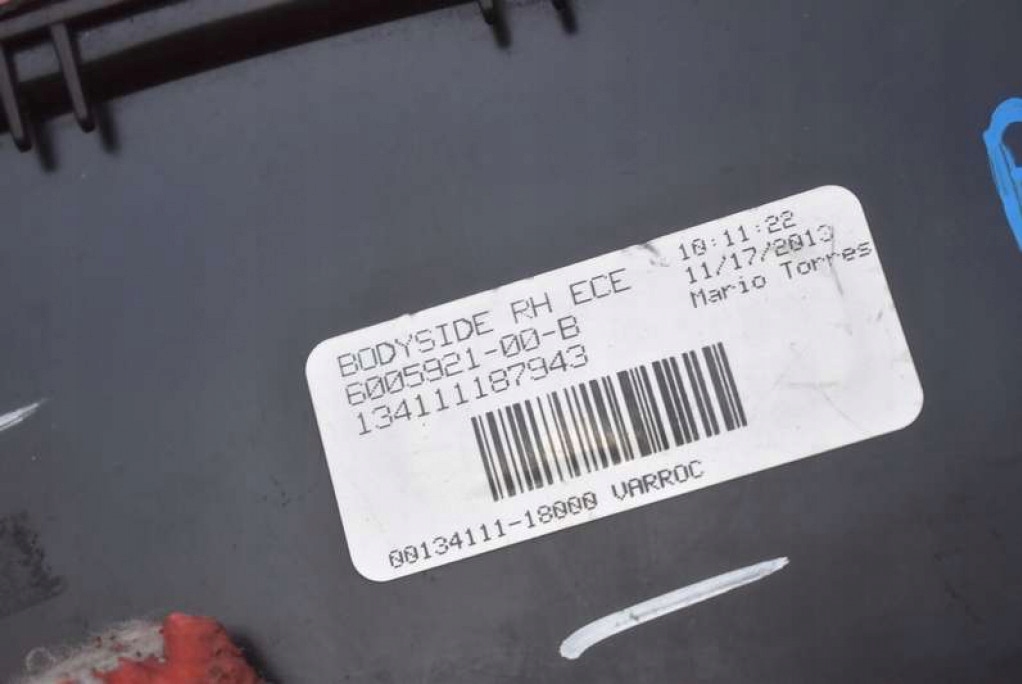 BODYSIDE RH ECE
6005921-00-B
134111187943
10:11:22
11/17/2013
Mario Torres
00134111-18000 VARROC